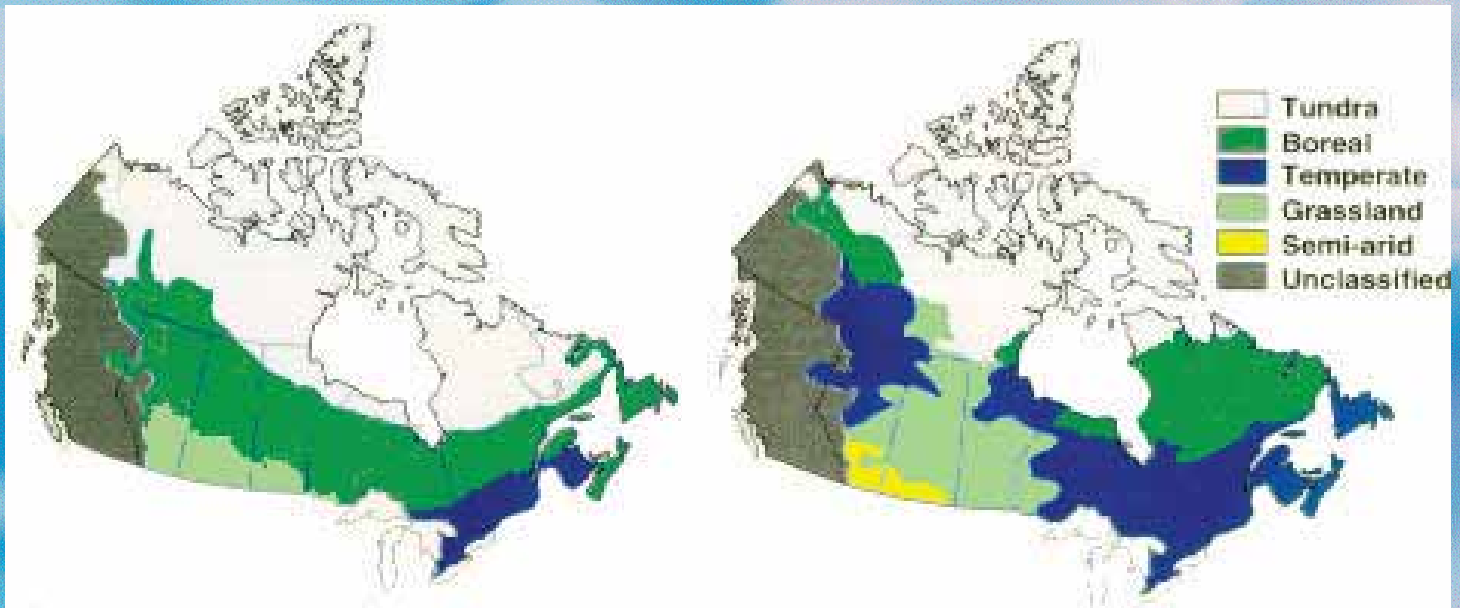 Tundra
Boreal
Temperate
Grassland
Semi-arid
Unclassified